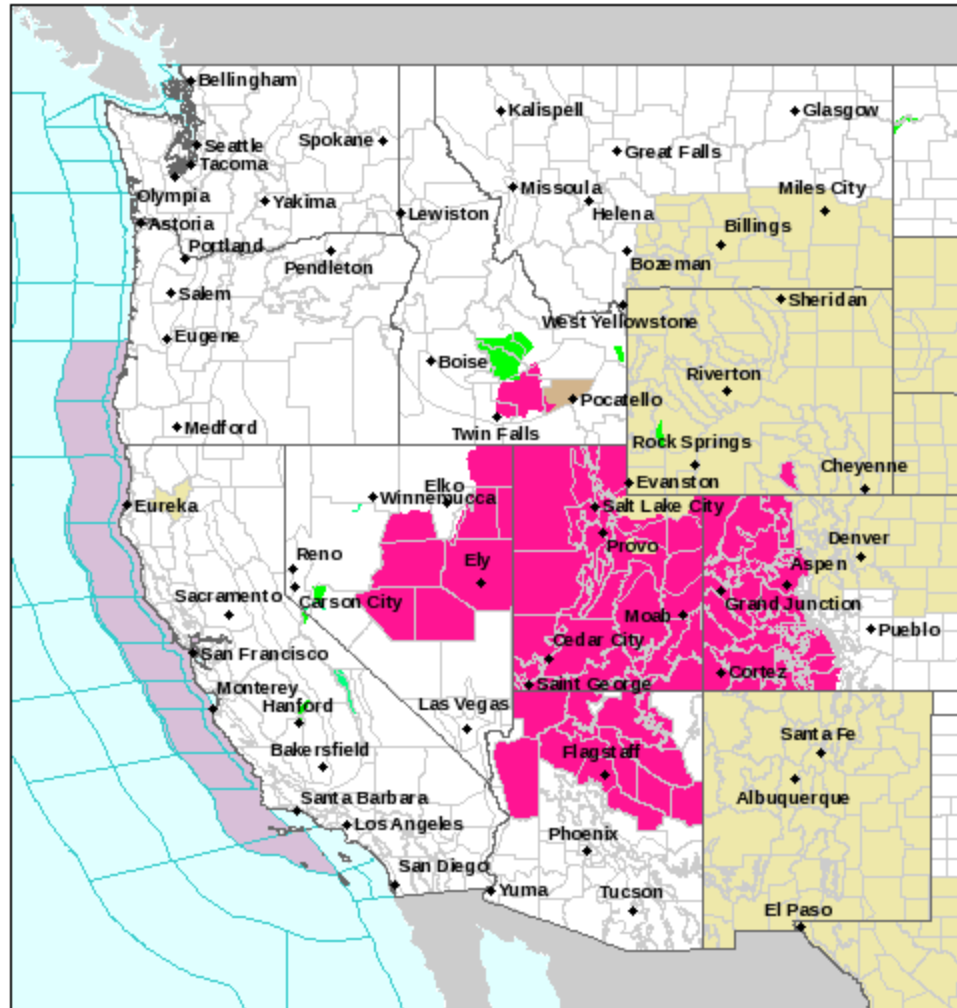 Bellingham
Kalispell
Glasgow
Spokane
Seattle
Great Falls
Tacoma
Missoula
Miles City
Olympia
Yakima
Lewiston
Helena
Astoria
Billings
Portland
Pendleton
Bozeman
Salem
Sheridan
West Yellowstone
Eugene
Boise
Riverton
Pocatello
Medford
Twin Falls
Rock Springs
Cheyenne
Elko
Evanston
Winnemucca
Eureka
Salt Lake City
Denver
Provo
Reno
Ely
Aspen
Sacramento
Carson City
Grand Junction
Moab
Pueblo
Cedar City
San Francisco
Cortez
Saint George
Monterey
Hanford
Las Vegas
Santa Fe
Bakersfield
Flagstaff
Santa Barbara
Albuquerque
Los Angeles
Phoenix
San Diego
Yuma
Tucson
El Paso